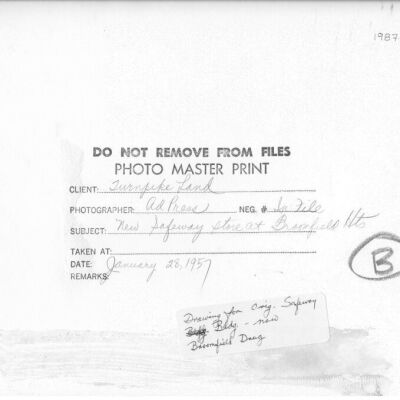 1987
DO NOT REMOVE FROM FILES
PHOTO MASTER PRINT
CLIENT: Turnpike Land
PHOTOGRAPHER: Ad Press NEG. # In File
SUBJECT: New Safeway store at Broomfield Hts
TAKEN AT:
DATE: January 28, 1957
REMARKS:
B
Drawing for Orig. Safeway
Bldg. - now
Broomfield Drug